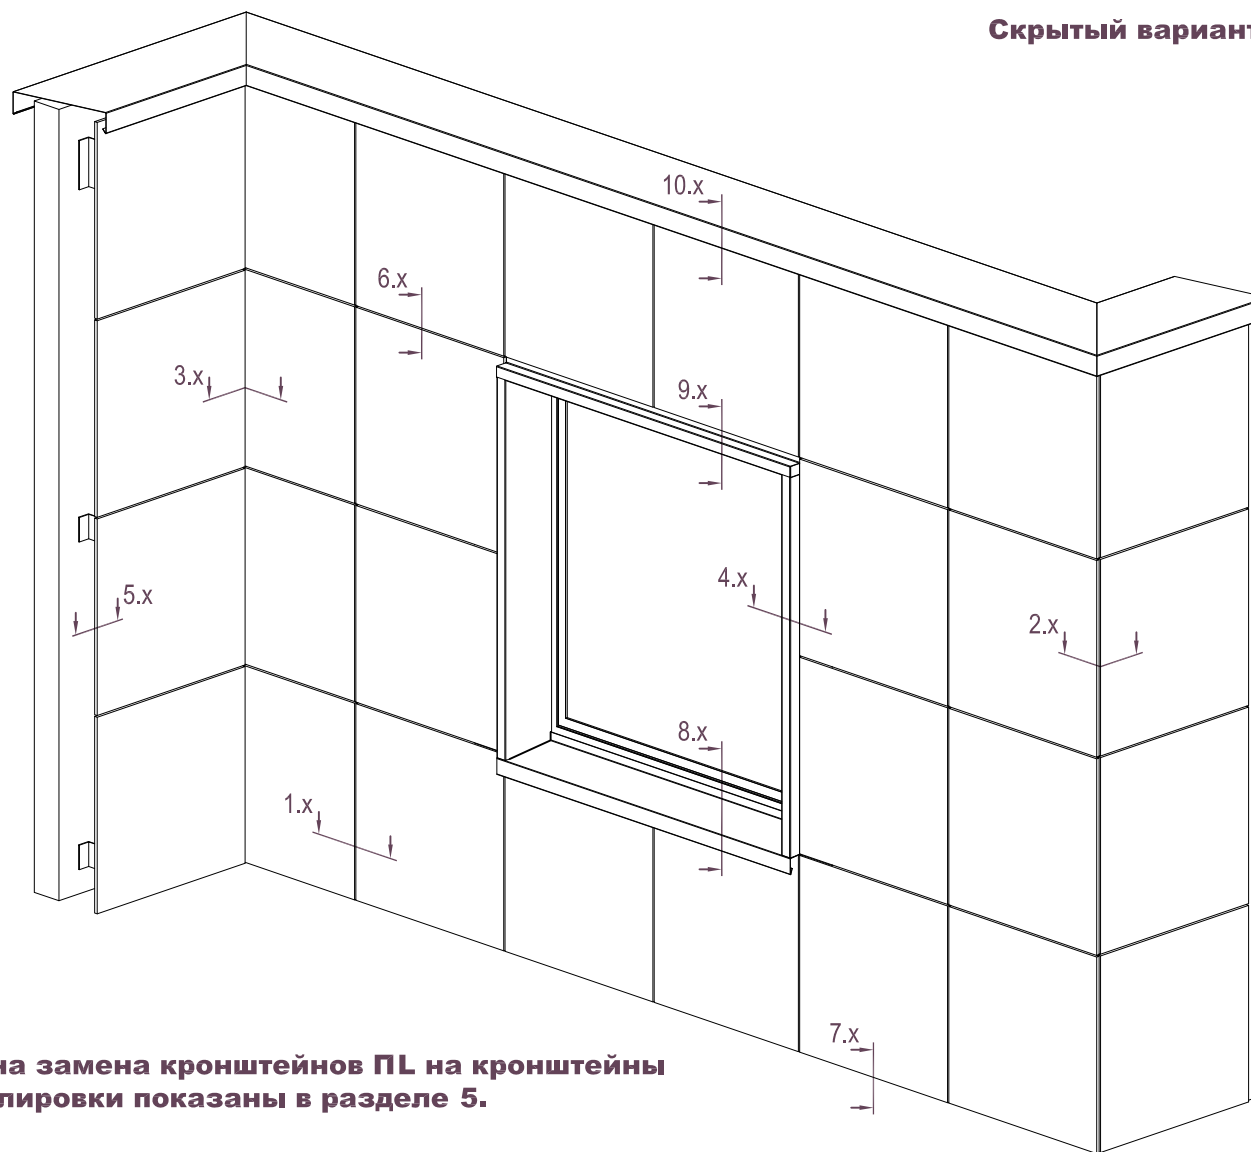 Скрытый вариант
10.x
6.x
3.x
9.x
5.x
4.x
2.x
8.x
1.x
7.x
на замена кронштейнов ПL на кронштейны
лировки показаны в разделе 5.